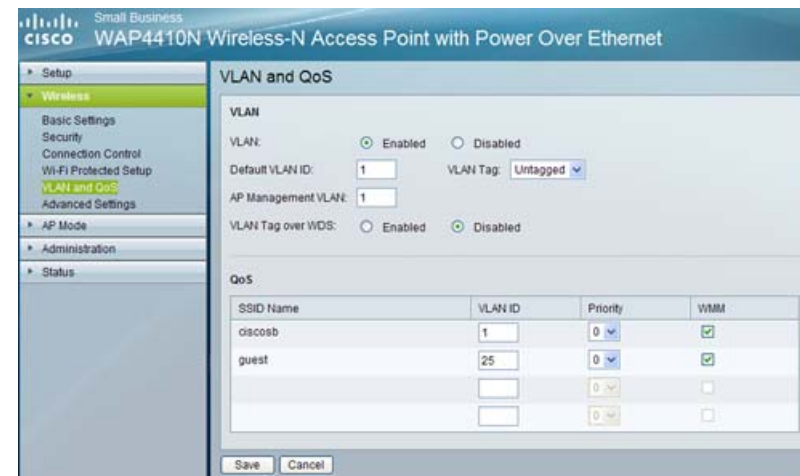 Small Business
CISCO WAP4410N Wireless-N Access Point with Power Over Ethernet
Setup
Wireless
Basic Settings
Security
Connection Control
Wi-Fi Protected Setup
VLAN and QoS
Advanced Settings
AP Mode
Administration
Status
VLAN and QoS
VLAN
VLAN: Enabled Disabled
Default VLAN ID: 1 VLAN Tag: Untagged
AP Management VLAN: 1
VLAN Tag over WDS: Enabled Disabled
QoS
SSID Name VLAN ID Priority WMM
ciscosb 1 0
guest 25 0
0
0
Save Cancel